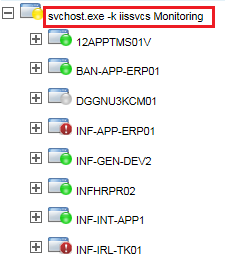 svchost.exe -k iissvcs Monitoring
12APPTMS01V
BAN-APP-ERP01
DGGNU3KCM01
INF-APP-ERP01
INF-GEN-DEV2
INFHRPR02
INF-INT-APP1
INF-IRL-TK01